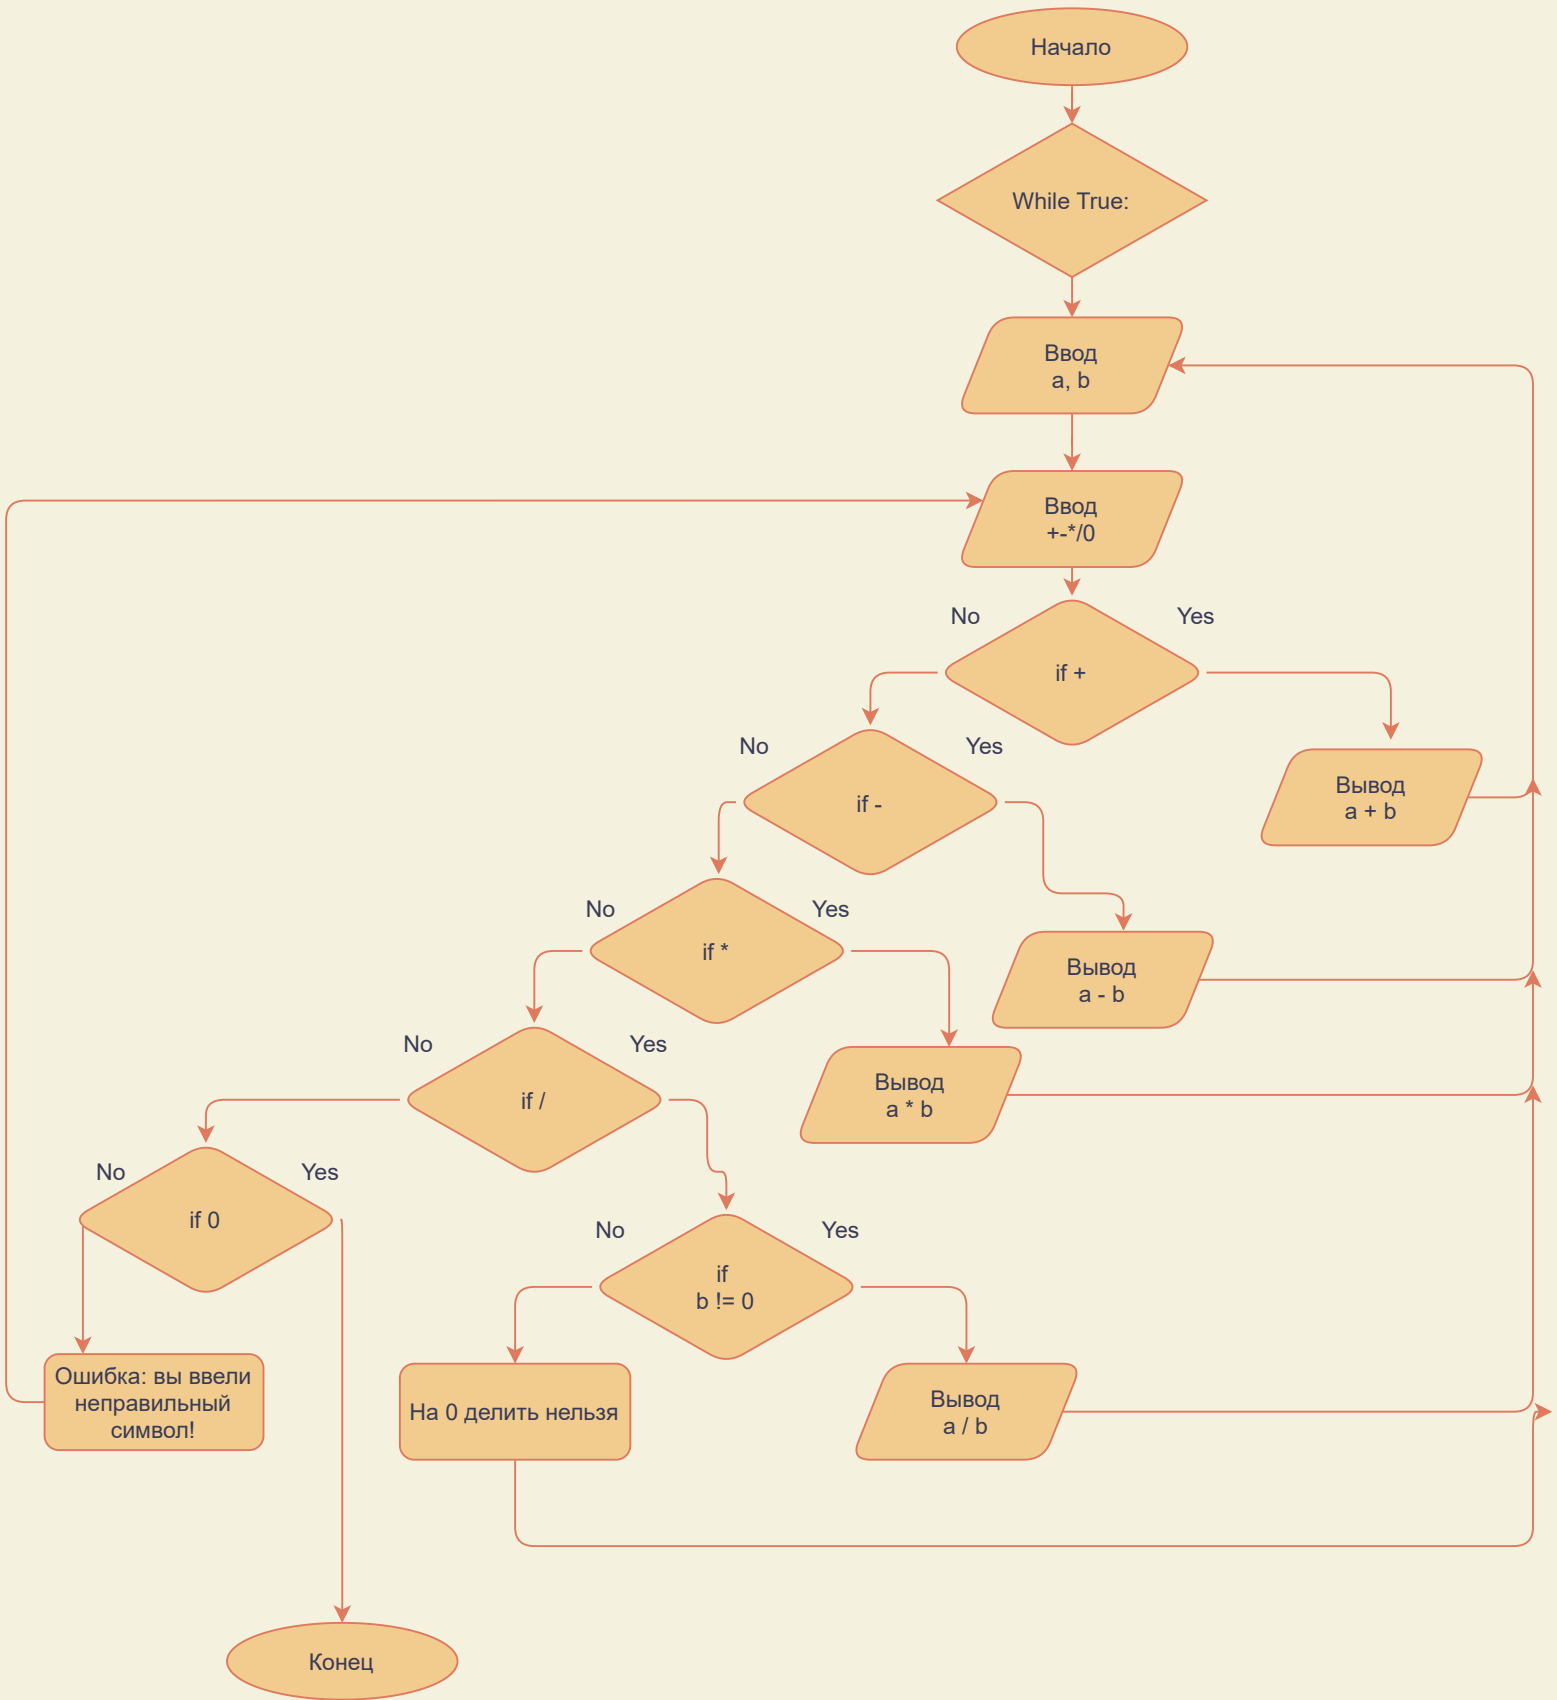 Начало
While True:
Ввод
a, b
Ввод
+-*/0
No
Yes
if +
No
Yes
if -
Вывод
a + b
No
Yes
if *
Вывод
a - b
No
Yes
if /
Вывод
a * b
No
Yes
if 0
No
Yes
if
b != 0
Ошибка: вы ввели
неправильный
символ!
На 0 делить нельзя
Вывод
a / b
Конец